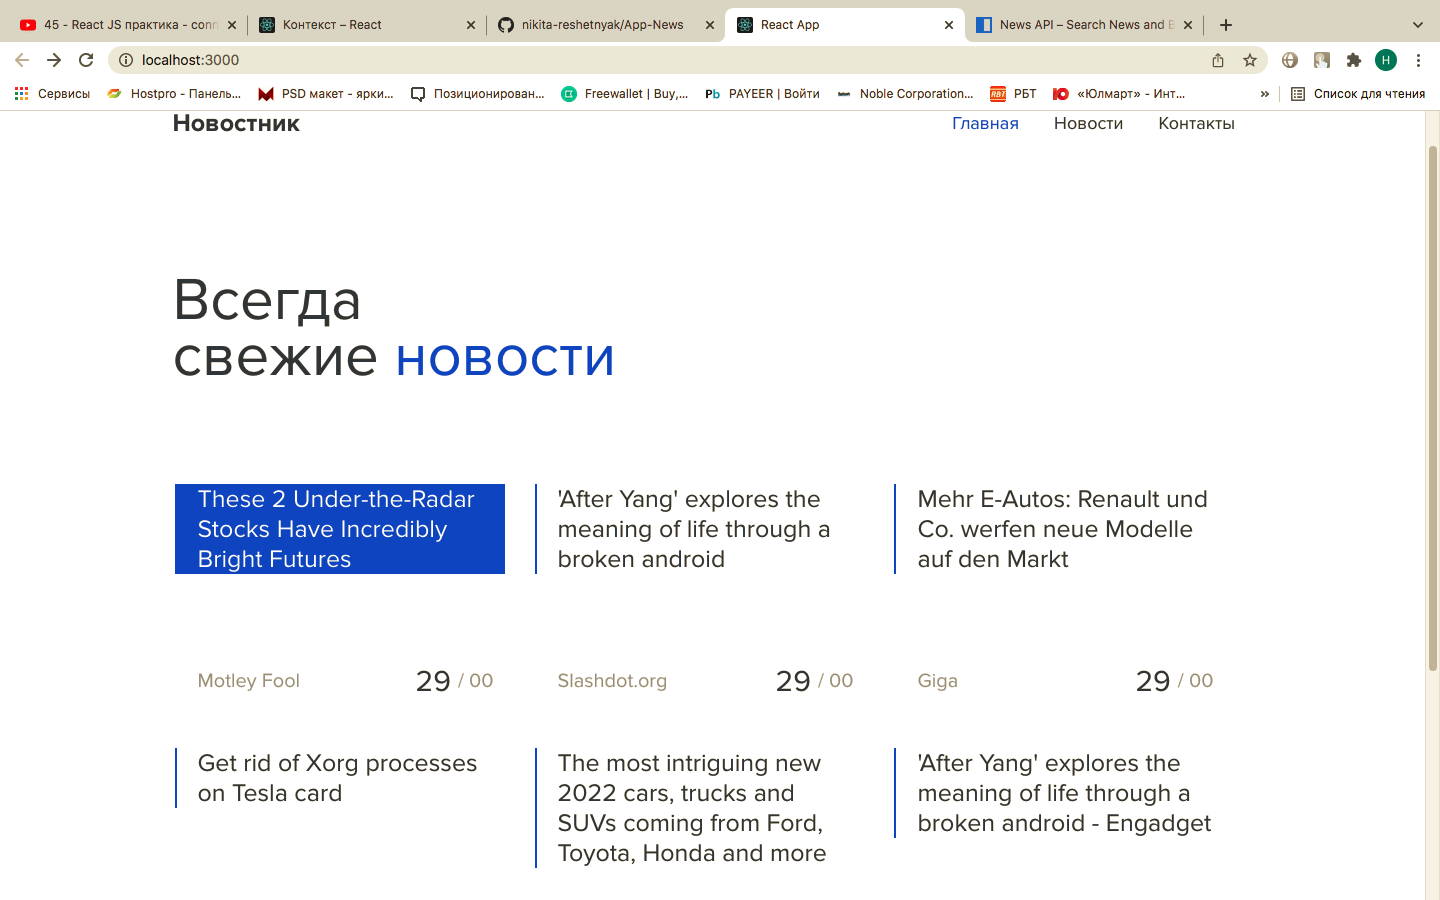 45 - React JS практика - conn
Контекст – React
nikita-reshetnyak/App-News
React App
News API – Search News and B
localhost:3000
H
Сервисы
Hostpro - Панель...
PSD макет - ярки...
Позиционирован...
Freewallet | Buy,...
Pb PAYEER | Войти
Noble Corporation...
РБТ
«Юлмарт» - Инт...
»
Список для чтения
Новостник
Главная
Новости
Контакты
Всегда
свежие новости
These 2 Under-the-Radar
Stocks Have Incredibly
Bright Futures
Motley Fool
29 / 00
'After Yang' explores the
meaning of life through a
broken android
Slashdot.org
29 / 00
Mehr E-Autos: Renault und
Co. werfen neue Modelle
auf den Markt
Giga
29 / 00
Get rid of Xorg processes
on Tesla card
The most intriguing new
2022 cars, trucks and
SUVs coming from Ford,
Toyota, Honda and more
'After Yang' explores the
meaning of life through a
broken android - Engadget